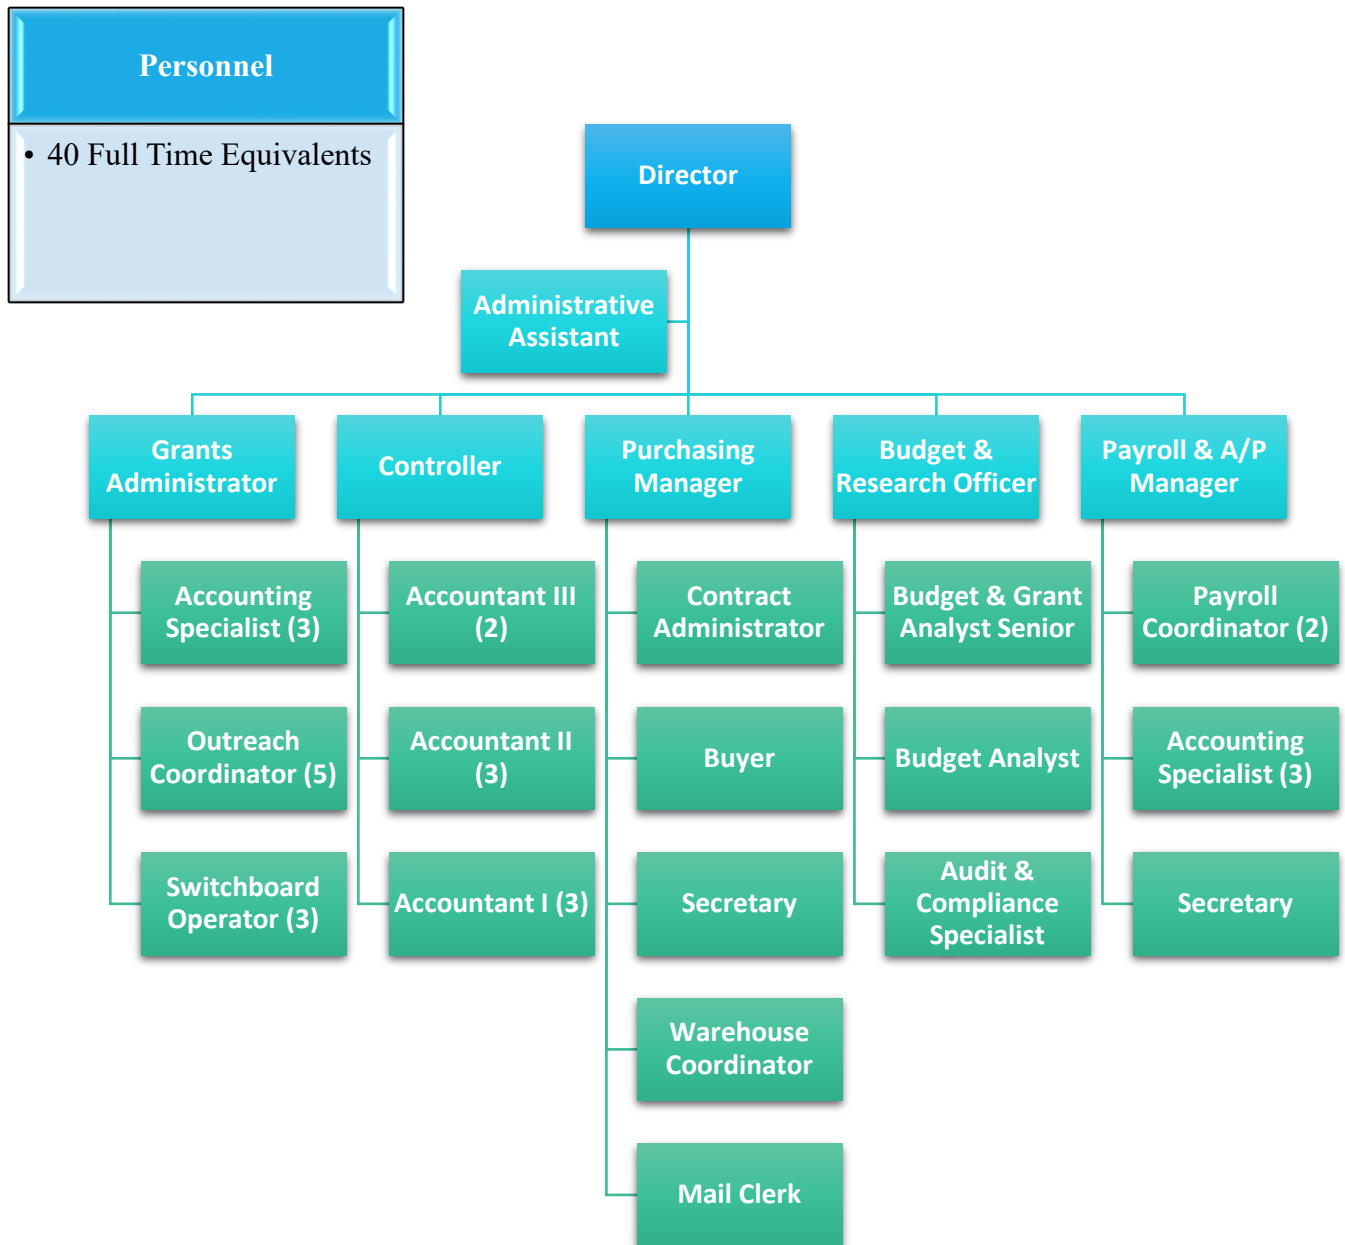 Personnel
• 40 Full Time Equivalents
Director
Administrative
Assistant
Grants
Administrator
Controller
Purchasing
Manager
Budget &
Research Officer
Payroll & A/P
Manager
Accounting
Specialist (3)
Accountant III
(2)
Contract
Administrator
Budget & Grant
Analyst Senior
Payroll
Coordinator (2)
Outreach
Coordinator (5)
Accountant II
(3)
Buyer
Budget Analyst
Accounting
Specialist (3)
Switchboard
Operator (3)
Accountant I (3)
Secretary
Audit &
Compliance
Specialist
Secretary
Warehouse
Coordinator
Mail Clerk